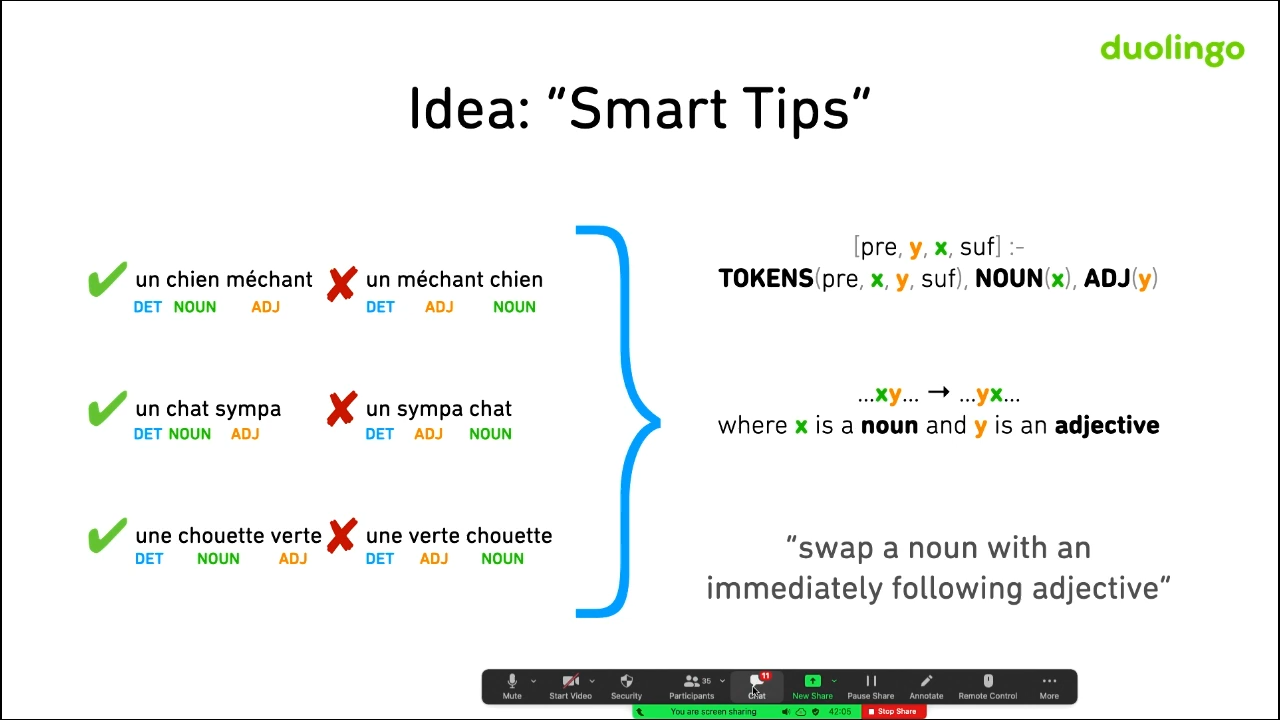 duolingo
Idea: “Smart Tips”
✔ un chien méchant ✘ un méchant chien
DET NOUN ADJ DET ADJ NOUN
✔ un chat sympa ✘ un sympa chat
DET NOUN ADJ DET ADJ NOUN
✔ une chouette verte ✘ une verte chouette
DET NOUN ADJ DET ADJ NOUN
[pre, y, x, suf] :-
TOKENS(pre, x, y, suf), NOUN(x), ADJ(y)
...xy... → ...yx...
where x is a noun and y is an adjective
“swap a noun with an
immediately following adjective”
11
35
Mute Start Video Security Participants Chat New Share Pause Share Annotate Remote Control More
You are screen sharing 42:05 Stop Share